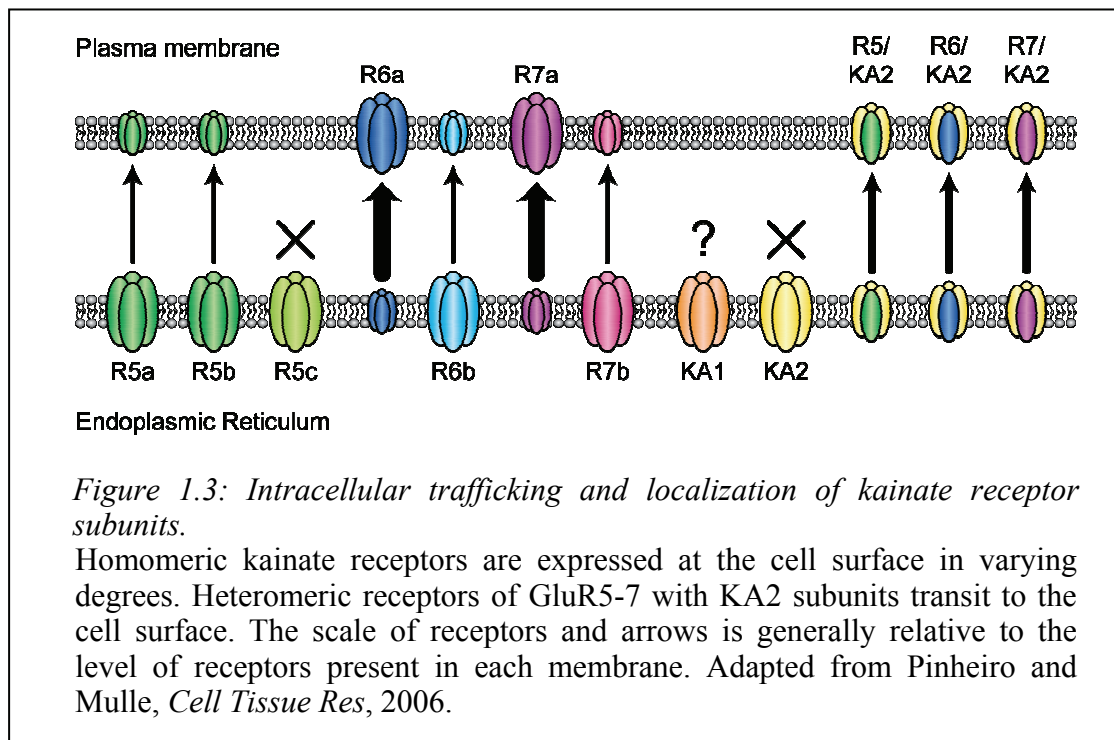 Plasma membrane
R6a
R7a
R5/
KA2
R6/
KA2
R7/
KA2
?
R5a
R5b
R5c
R6b
R7b
KA1
KA2
Endoplasmic Reticulum
Figure 1.3: Intracellular trafficking and localization of kainate receptor
subunits.
Homomeric kainate receptors are expressed at the cell surface in varying
degrees. Heteromeric receptors of GluR5-7 with KA2 subunits transit to the
cell surface. The scale of receptors and arrows is generally relative to the
level of receptors present in each membrane. Adapted from Pinheiro and
Mulle, Cell Tissue Res, 2006.